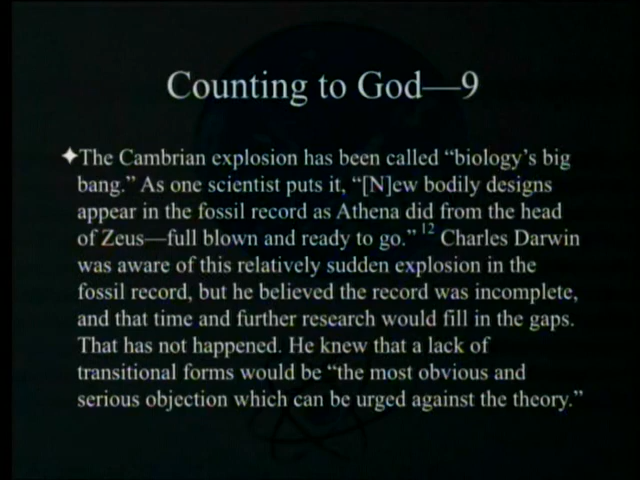 Counting to God—9
✦The Cambrian explosion has been called “biology’s big
bang.” As one scientist puts it, “[N]ew bodily designs
appear in the fossil record as Athena did from the head
of Zeus—full blown and ready to go.” 12 Charles Darwin
was aware of this relatively sudden explosion in the
fossil record, but he believed the record was incomplete,
and that time and further research would fill in the gaps.
That has not happened. He knew that a lack of
transitional forms would be “the most obvious and
serious objection which can be urged against the theory.”